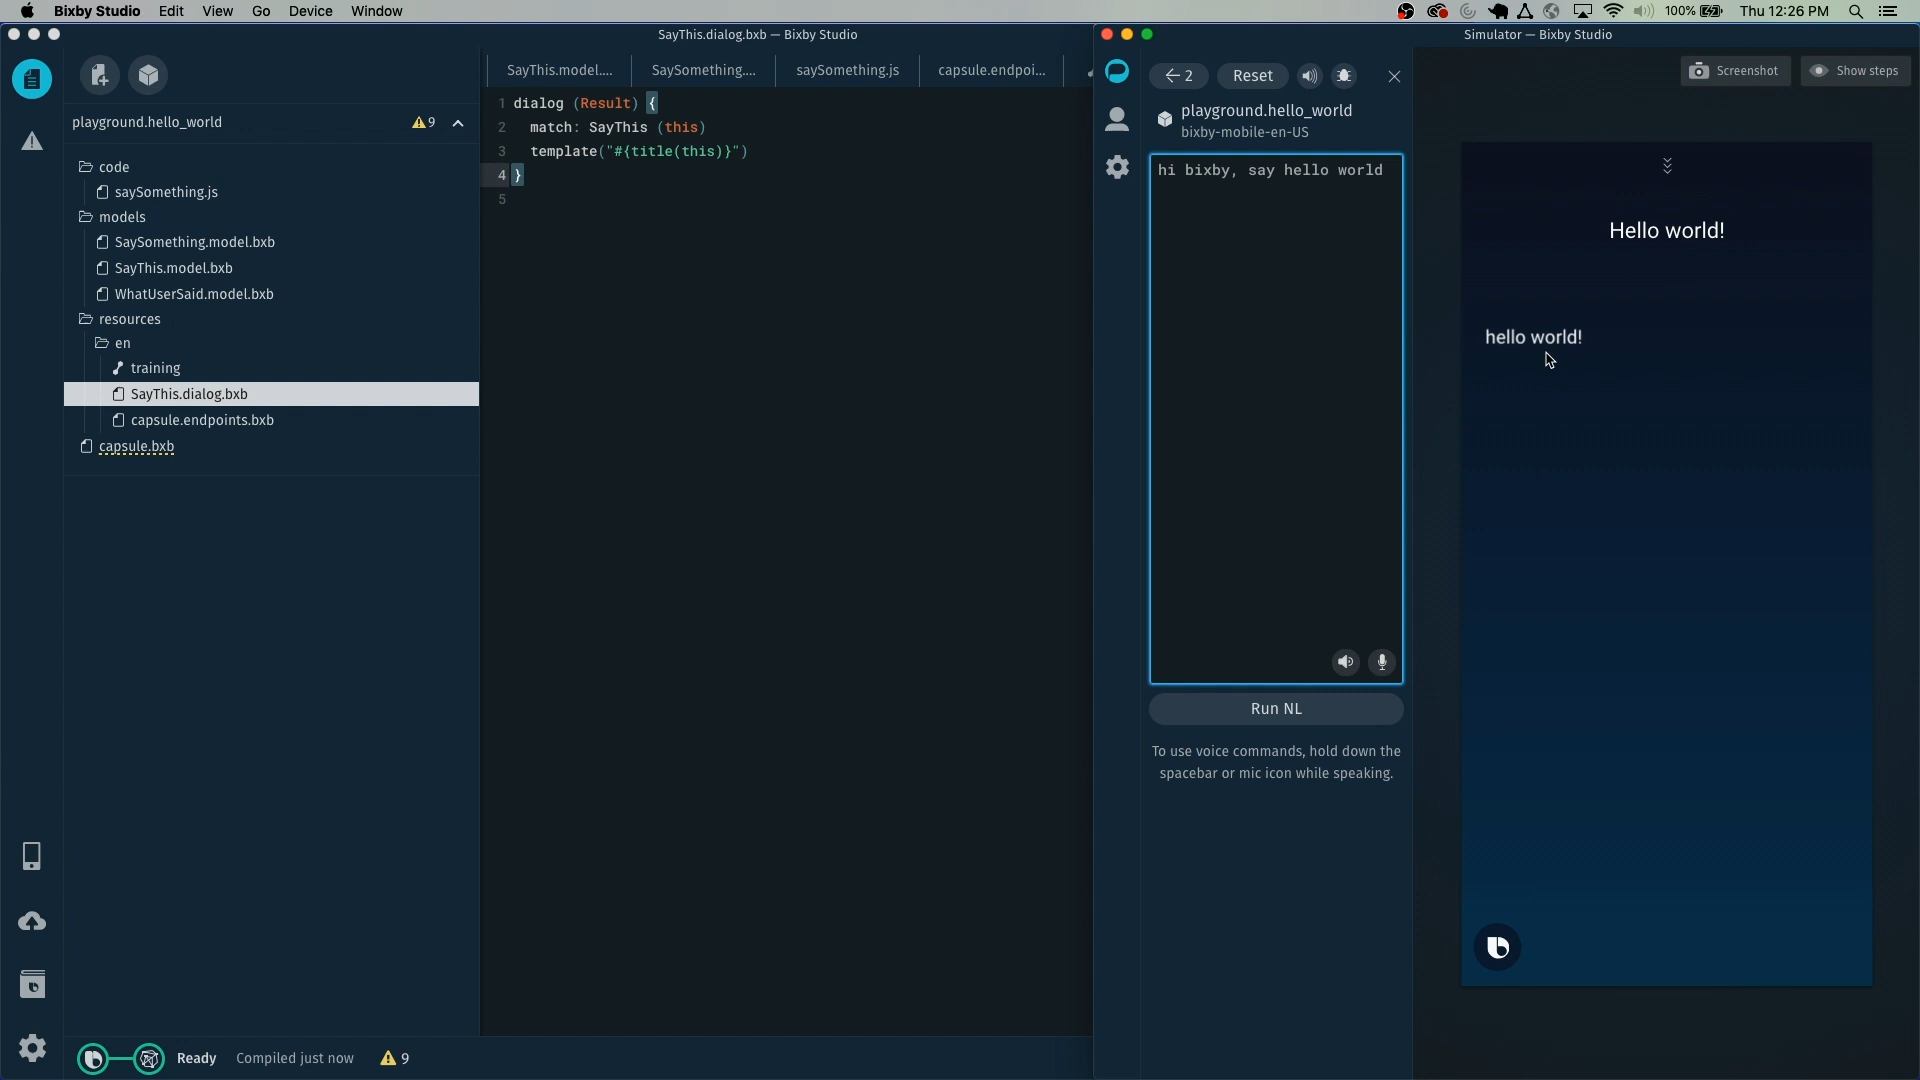 Bixby Studio Edit View Go Device Window
100% Thu 12:26 PM
SayThis.dialog.bxb — Bixby Studio
Simulator — Bixby Studio
SayThis.model.... SaySomething.... saySomething.js capsule.endpoi...
← 2 Reset
Screenshot Show steps
playground.hello_world 9
code
saySomething.js
models
SaySomething.model.bxb
SayThis.model.bxb
WhatUserSaid.model.bxb
resources
en
training
SayThis.dialog.bxb
capsule.endpoints.bxb
capsule.bxb
1 dialog (Result) {
2 match: SayThis (this)
3 template("#{title(this)}")
4 }
5
playground.hello_world
bixby-mobile-en-US
hi bixby, say hello world
Run NL
To use voice commands, hold down the
spacebar or mic icon while speaking.
Hello world!
hello world!
Ready Compiled just now 9